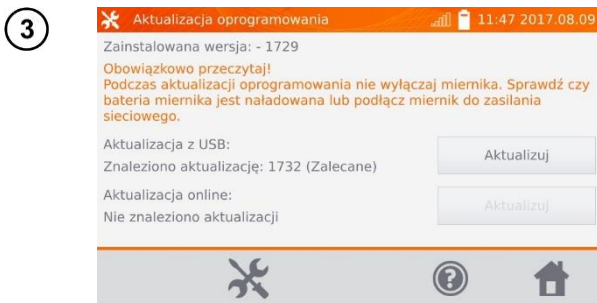 3
Aktualizacja oprogramowania 11:47 2017.08.09
Zainstalowana wersja: - 1729
Obowiązkowo przeczytaj!
Podczas aktualizacji oprogramowania nie wyłączaj miernika. Sprawdź czy
bateria miernika jest naładowana lub podłącz miernik do zasilania
sieciowego.
Aktualizacja z USB:
Znaleziono aktualizację: 1732 (Zalecane)
Aktualizuj
Aktualizacja online:
Nie znaleziono aktualizacji
Aktualizuj
?